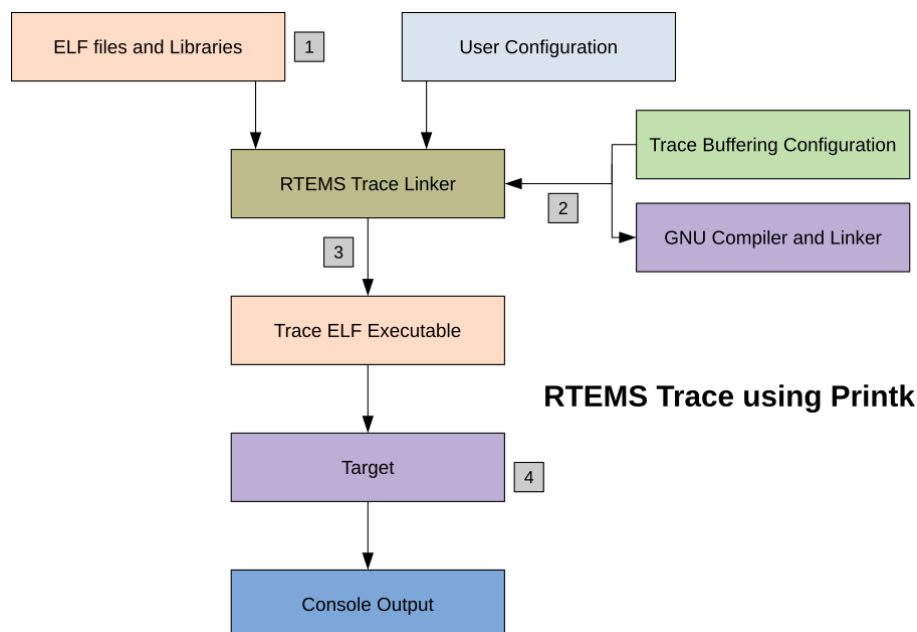 ELF files and Libraries
1
User Configuration
Trace Buffering Configuration
RTEMS Trace Linker
2
GNU Compiler and Linker
3
Trace ELF Executable
RTEMS Trace using Printk
Target
4
Console Output